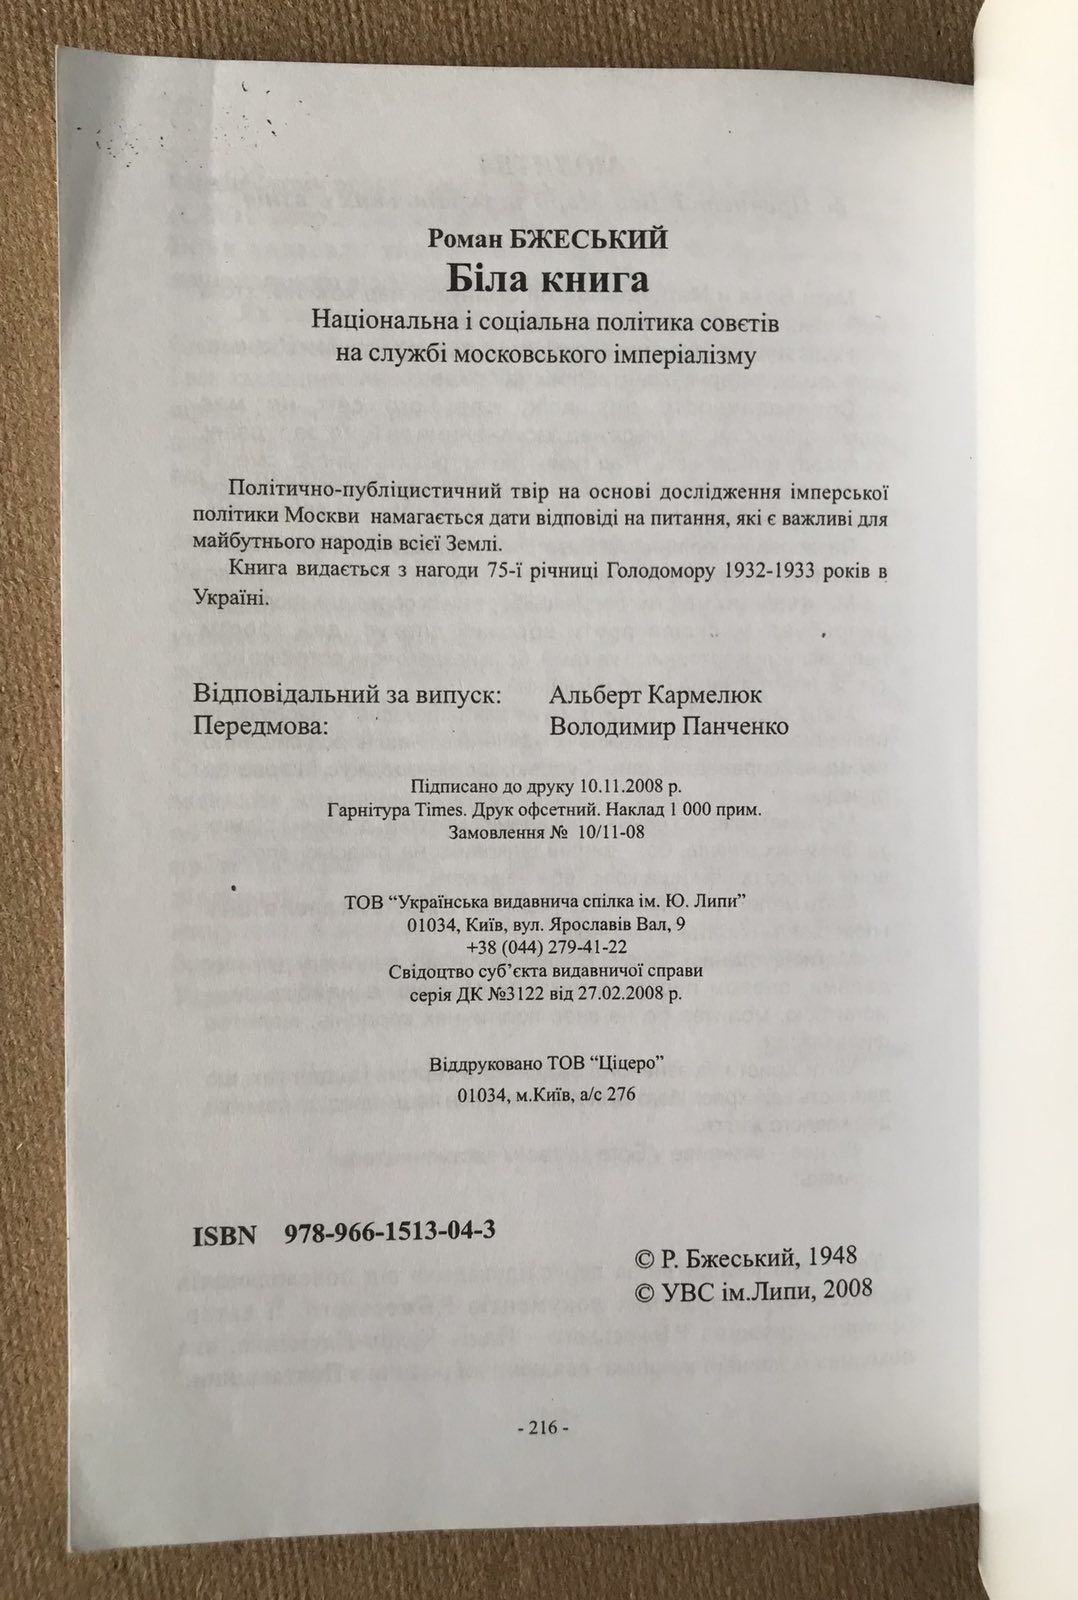 Роман БЖЕСЬКИЙ
Біла книга
Національна і соціальна політика совєтів
на службі московського імперіалізму
Політично-публіцистичний твір на основі дослідження імперської
політики Москви намагається дати відповіді на питання, які є важливі для
майбутнього народів всієї Землі.
Книга видається з нагоди 75-ї річниці Голодомору 1932-1933 років в
Україні.
Відповідальний за випуск: Альберт Кармелюк
Передмова: Володимир Панченко
Підписано до друку 10.11.2008 р.
Гарнітура Times. Друк офсетний. Наклад 1 000 прим.
Замовлення № 10/11-08
ТОВ “Українська видавнича спілка ім. Ю. Липи”
01034, Київ, вул. Ярославів Вал, 9
+38 (044) 279-41-22
Свідоцтво суб’єкта видавничої справи
серія ДК №3122 від 27.02.2008 р.
Віддруковано ТОВ “Ціцеро”
01034, м.Київ, а/с 276
ISBN 978-966-1513-04-3
© Р. Бжеський, 1948
© УВС ім.Липи, 2008
- 216 -